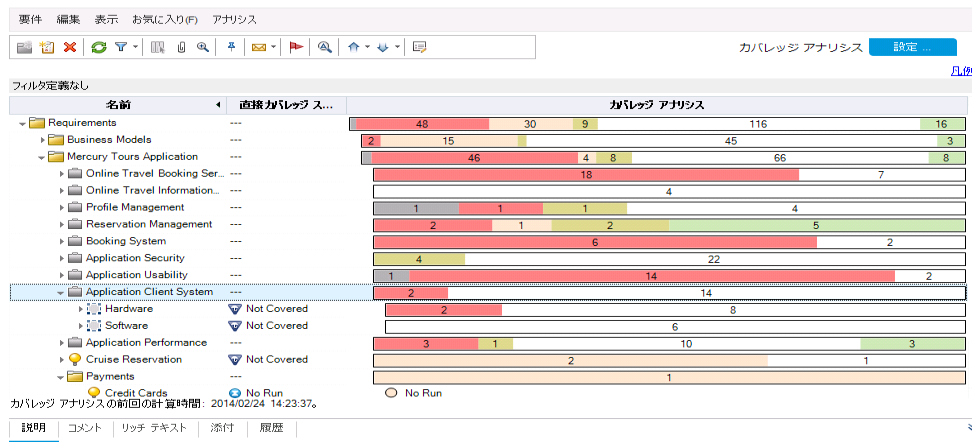 要件 編集 表示 お気に入り(F) アナリシス
カバレッジ アナリシス 設定 ...
凡例
フィルタ定義なし
名前 直接カバレッジ ス... カバレッジ アナリシス
Requirements --- 48 30 9 116 16
Business Models --- 2 15 45 3
Mercury Tours Application --- 46 4 8 66 8
Online Travel Booking Ser... --- 18 7
Online Travel Information... --- 4
Profile Management --- 1 1 1 4
Reservation Management --- 2 1 2 5
Booking System --- 6 2
Application Security --- 4 22
Application Usability --- 1 14 2
Application Client System --- 2 14
Hardware Not Covered 2 8
Software Not Covered 6
Application Performance --- 3 1 10 3
Cruise Reservation Not Covered 2 1
Payments --- 1
Credit Cards No Run No Run
カバレッジ アナリシスの前回の計算時間: 2014/02/24 14:23:37。
説明 コメント リッチ テキスト 添付 履歴